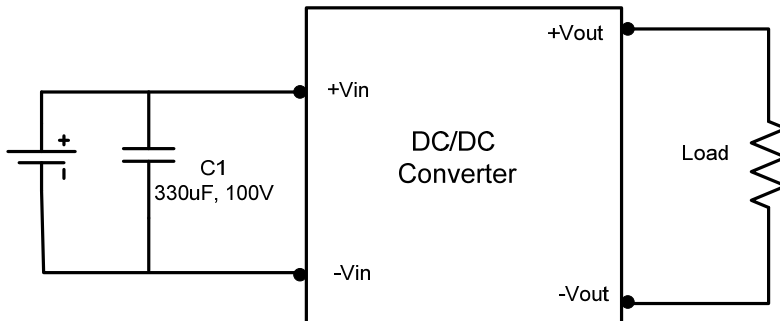 +Vout
+Vin
DC/DC
Converter
+
-
C1
330uF, 100V
Load
-Vin
-Vout